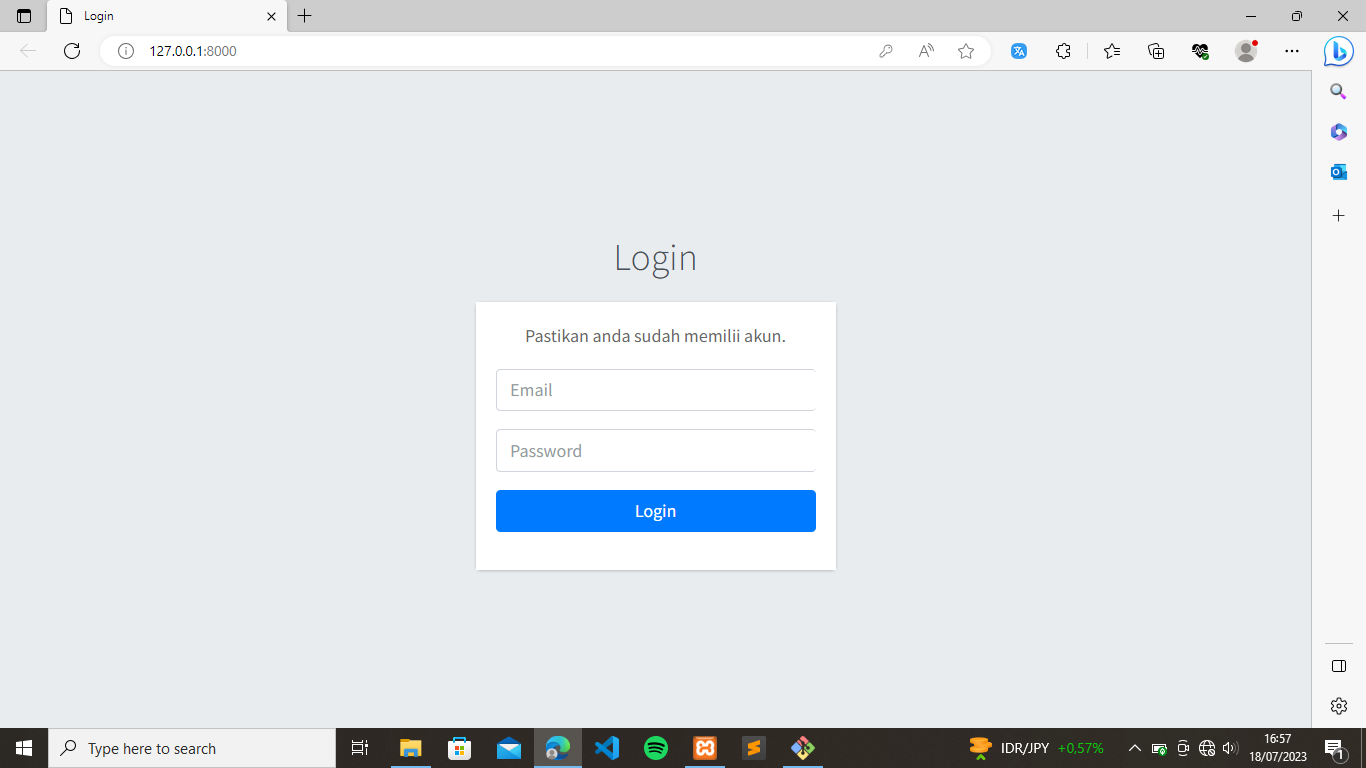 Login
127.0.0.1:8000
Login
Pastikan anda sudah memilii akun.
Email
Password
Login
Type here to search
IDR/JPY +0,57%
16:57
18/07/2023
1